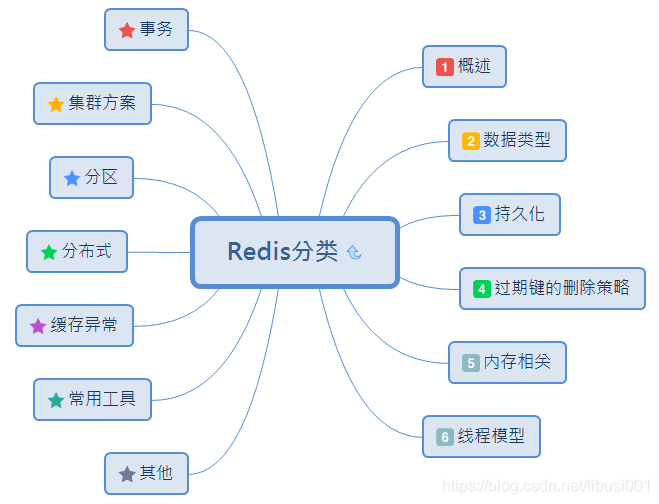 Redis分类
1 概述
2 数据类型
3 持久化
4 过期键的删除策略
5 内存相关
6 线程模型
事务
集群方案
分区
分布式
缓存异常
常用工具
其他
https://blog.csdn.net/libusi001